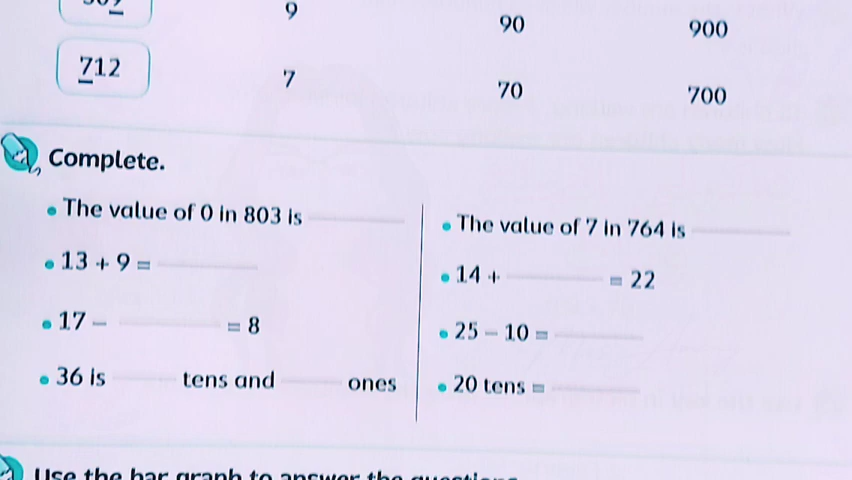 9 90 900
712 7 70 700
Complete.
• The value of 0 in 803 is
• 13 + 9 =
• 17 – = 8
• 36 is tens and ones
• The value of 7 in 764 is
• 14 + = 22
• 25 – 10 =
• 20 tens =
Use the bar graph to answer the questions